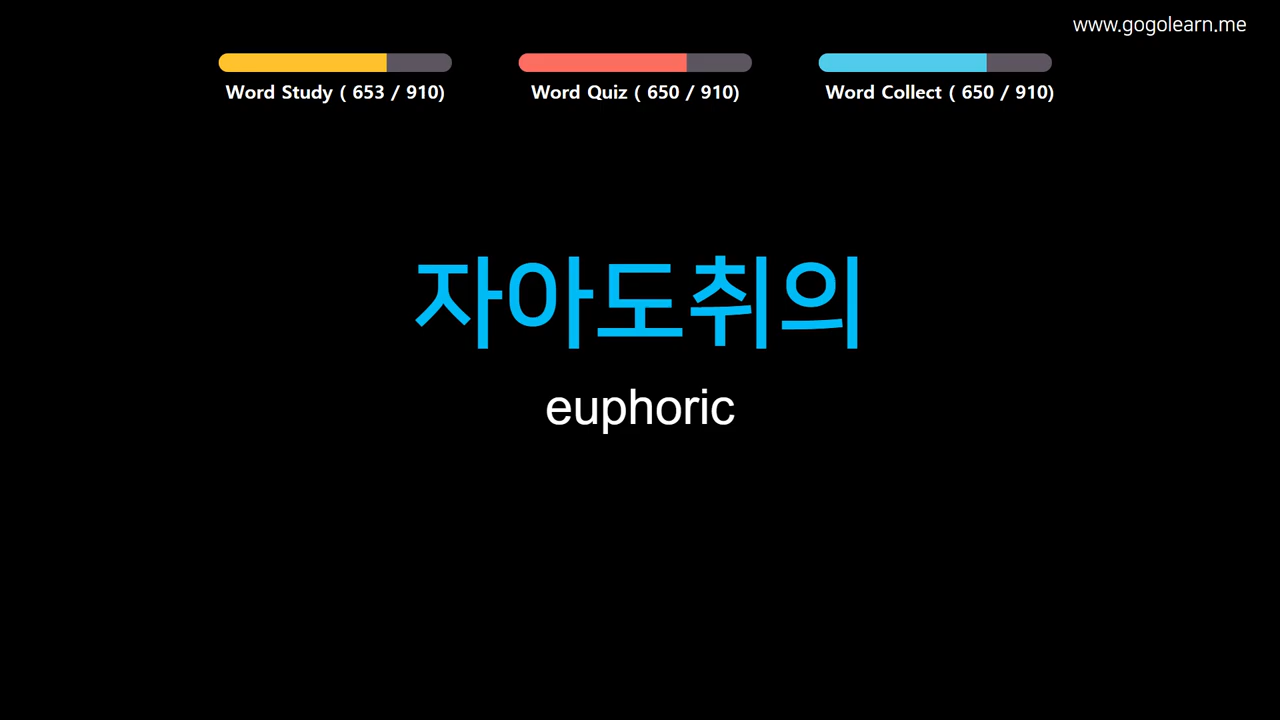 www.gogolearn.me
Word Study ( 653 / 910)
Word Quiz ( 650 / 910)
Word Collect ( 650 / 910)
자아도취의
euphoric